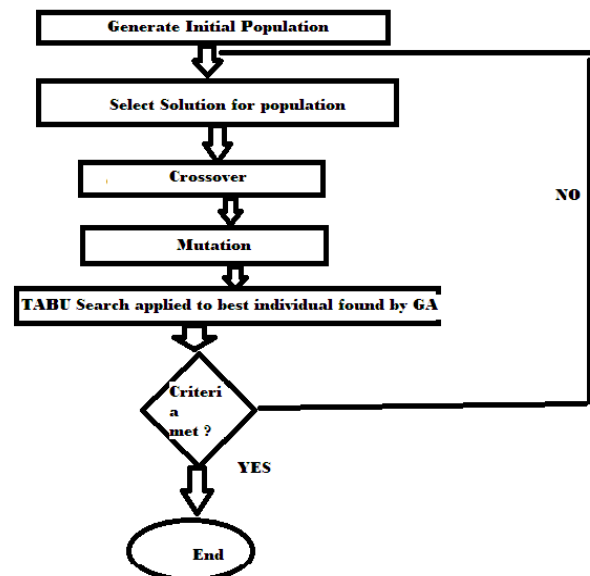 Generate Initial Population
Select Solution for population
Crossover
NO
Mutation
TABU Search applied to best individual found by GA
Criteri
a
met ?
YES
End